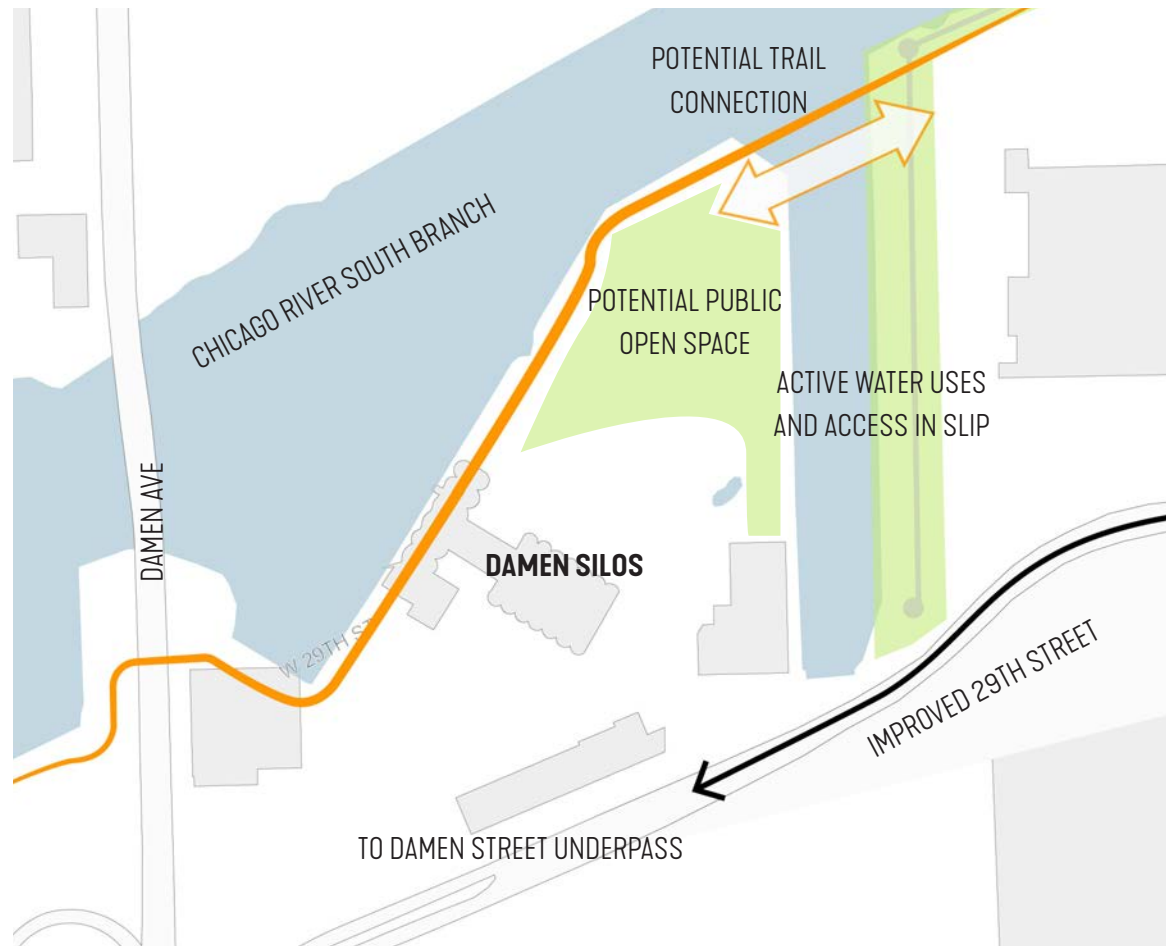 POTENTIAL TRAIL
CONNECTION
CHICAGO RIVER SOUTH BRANCH
POTENTIAL PUBLIC
OPEN SPACE
ACTIVE WATER USES
AND ACCESS IN SLIP
DAMEN AVE
DAMEN SILOS
W 29TH ST
IMPROVED 29TH STREET
TO DAMEN STREET UNDERPASS